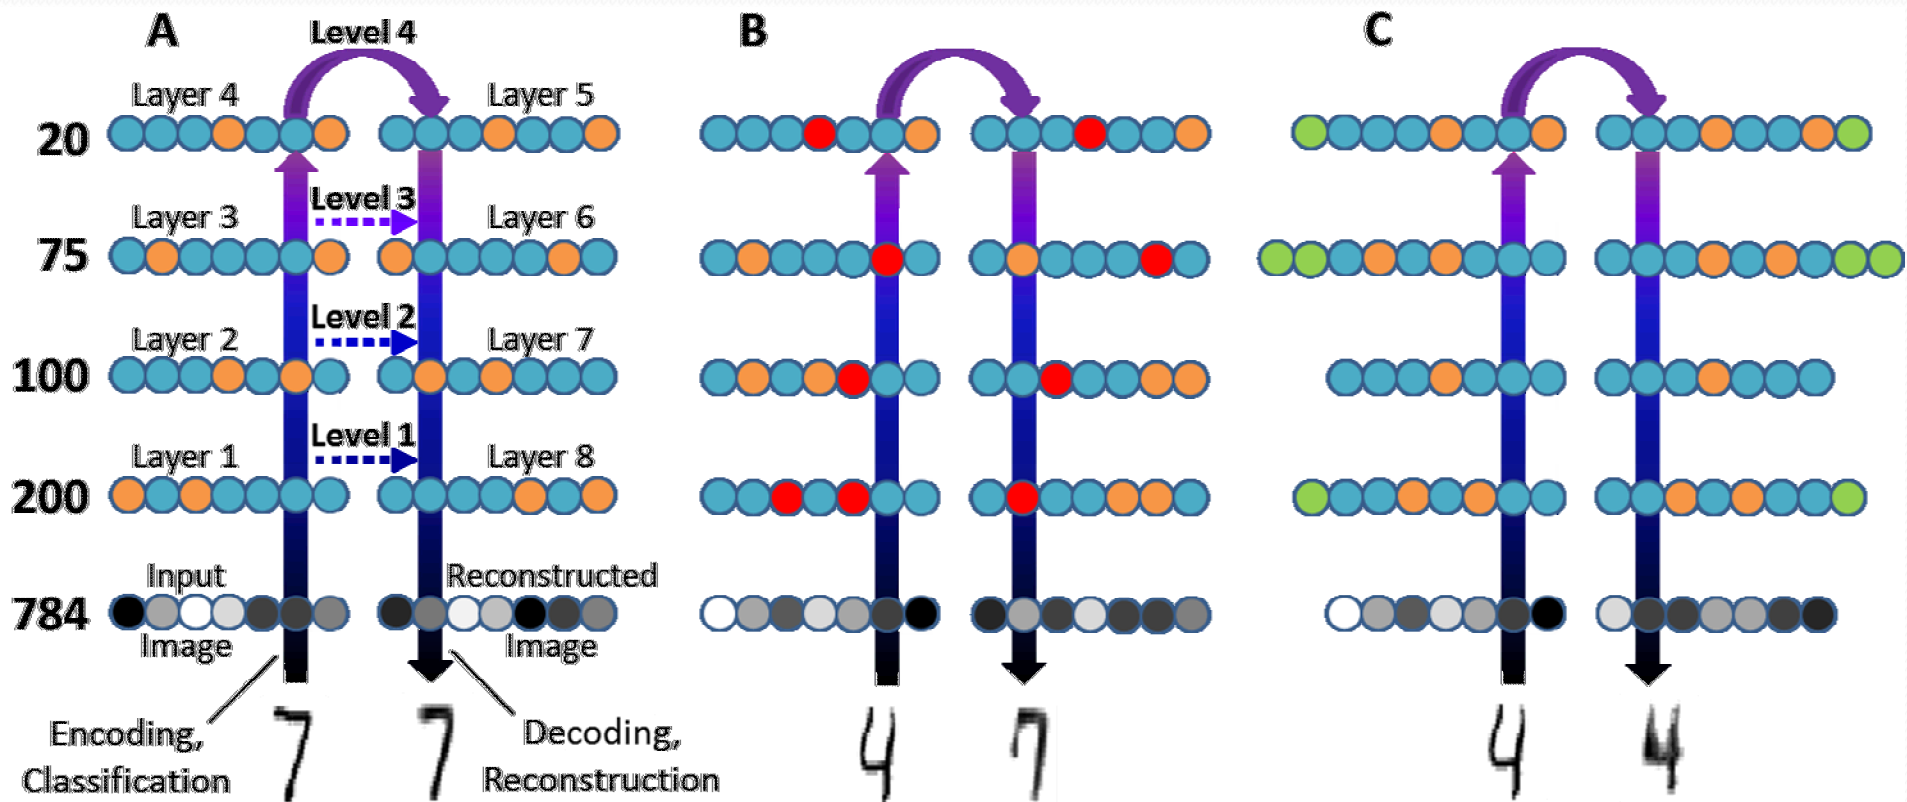 A
Level 4
B
C
Layer 4
Layer 5
20
Level 3
Layer 3
Layer 6
75
Level 2
Layer 2
Layer 7
100
Level 1
Layer 1
Layer 8
200
Input
Reconstructed
784
Image
Image
7
7
4
7
4
4
Encoding,
Classification
Decoding,
Reconstruction